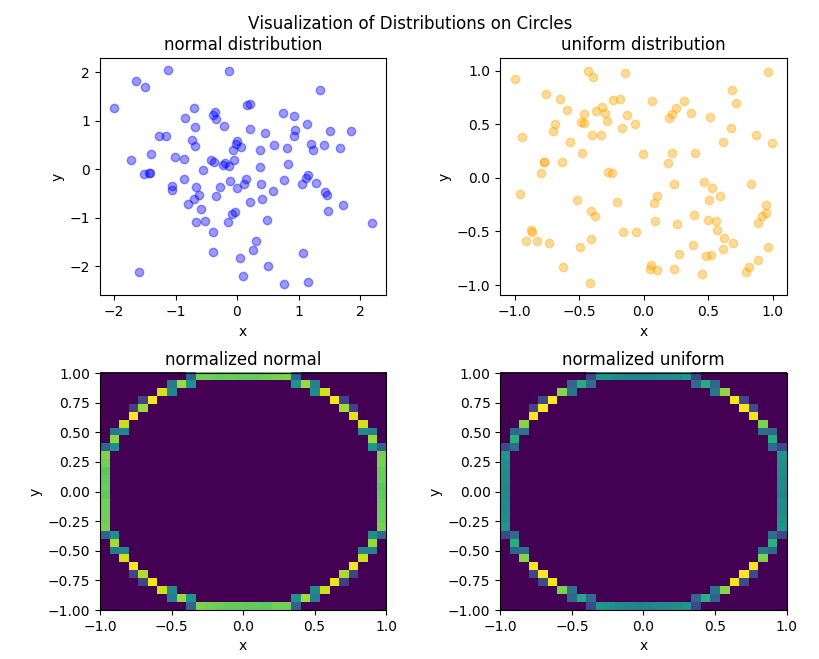 Visualization of Distributions on Circles
normal distribution
uniform distribution
2
1
0
−1
−2
y
−2 −1 0 1 2
x
1.0
0.5
0.0
−0.5
−1.0
y
−1.0 −0.5 0.0 0.5 1.0
x
normalized normal
normalized uniform
1.00
0.75
0.50
0.25
0.00
−0.25
−0.50
−0.75
−1.00
y
−1.0 −0.5 0.0 0.5 1.0
x
1.00
0.75
0.50
0.25
0.00
−0.25
−0.50
−0.75
−1.00
y
−1.0 −0.5 0.0 0.5 1.0
x